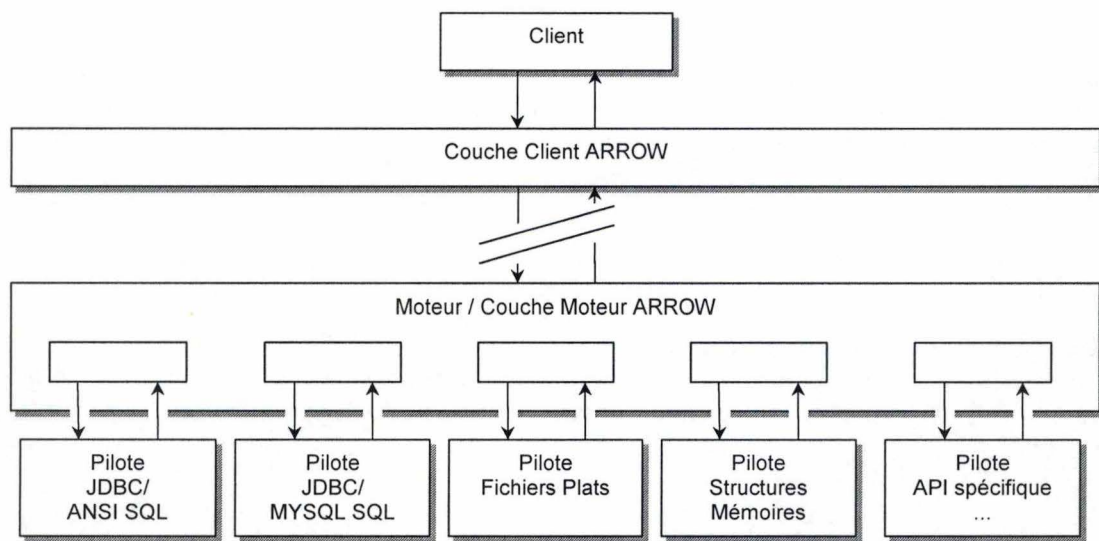 Client
Couche Client ARROW
Moteur / Couche Moteur ARROW
Pilote
JDBC/
ANSI SQL
Pilote
JDBC/
MYSQL SQL
Pilote
Fichiers Plats
Pilote
Structures
Mémoires
Pilote
API spécifique
...